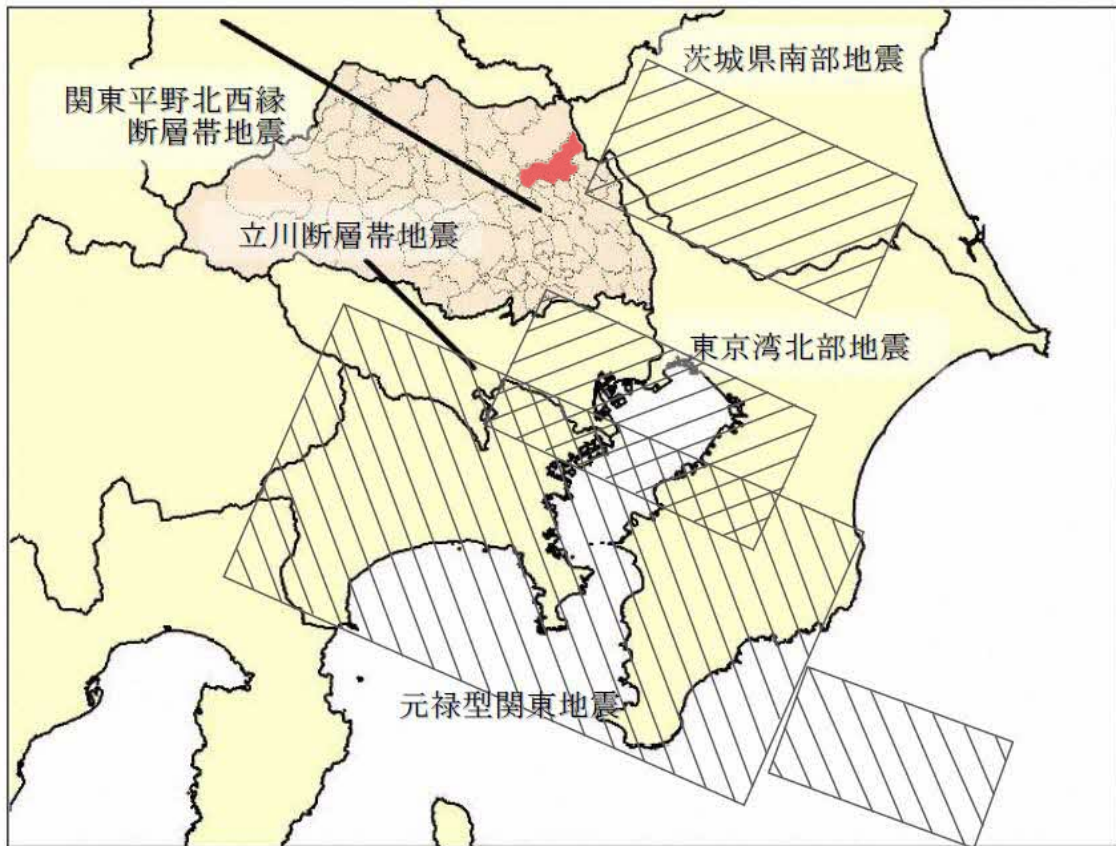 茨城県南部地震
関東平野北西縁
断層帯地震
立川断層帯地震
東京湾北部地震
元禄型関東地震